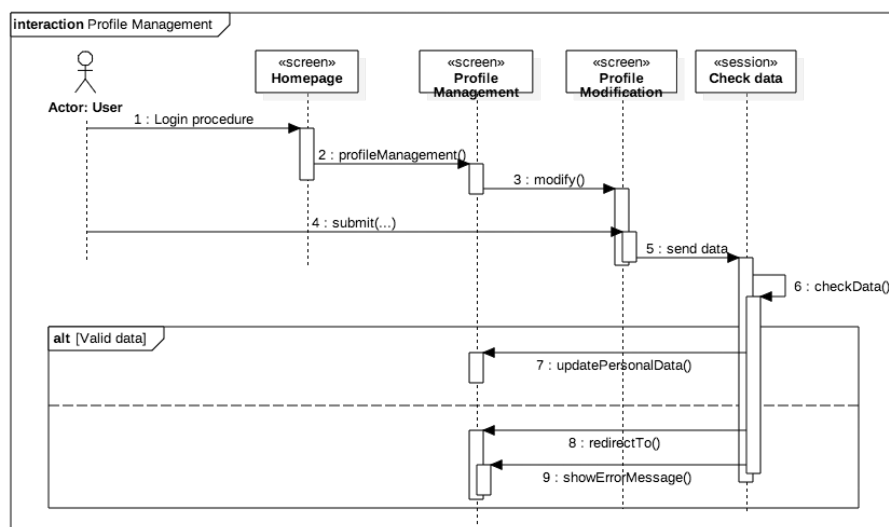 interaction Profile Management
«screen»
Homepage
«screen»
Profile
Management
«screen»
Profile
Modification
«session»
Check data
Actor: User
1 : Login procedure
2 : profileManagement()
3 : modify()
4 : submit(...)
5 : send data
6 : checkData()
alt [Valid data]
7 : updatePersonalData()
8 : redirectTo()
9 : showErrorMessage()